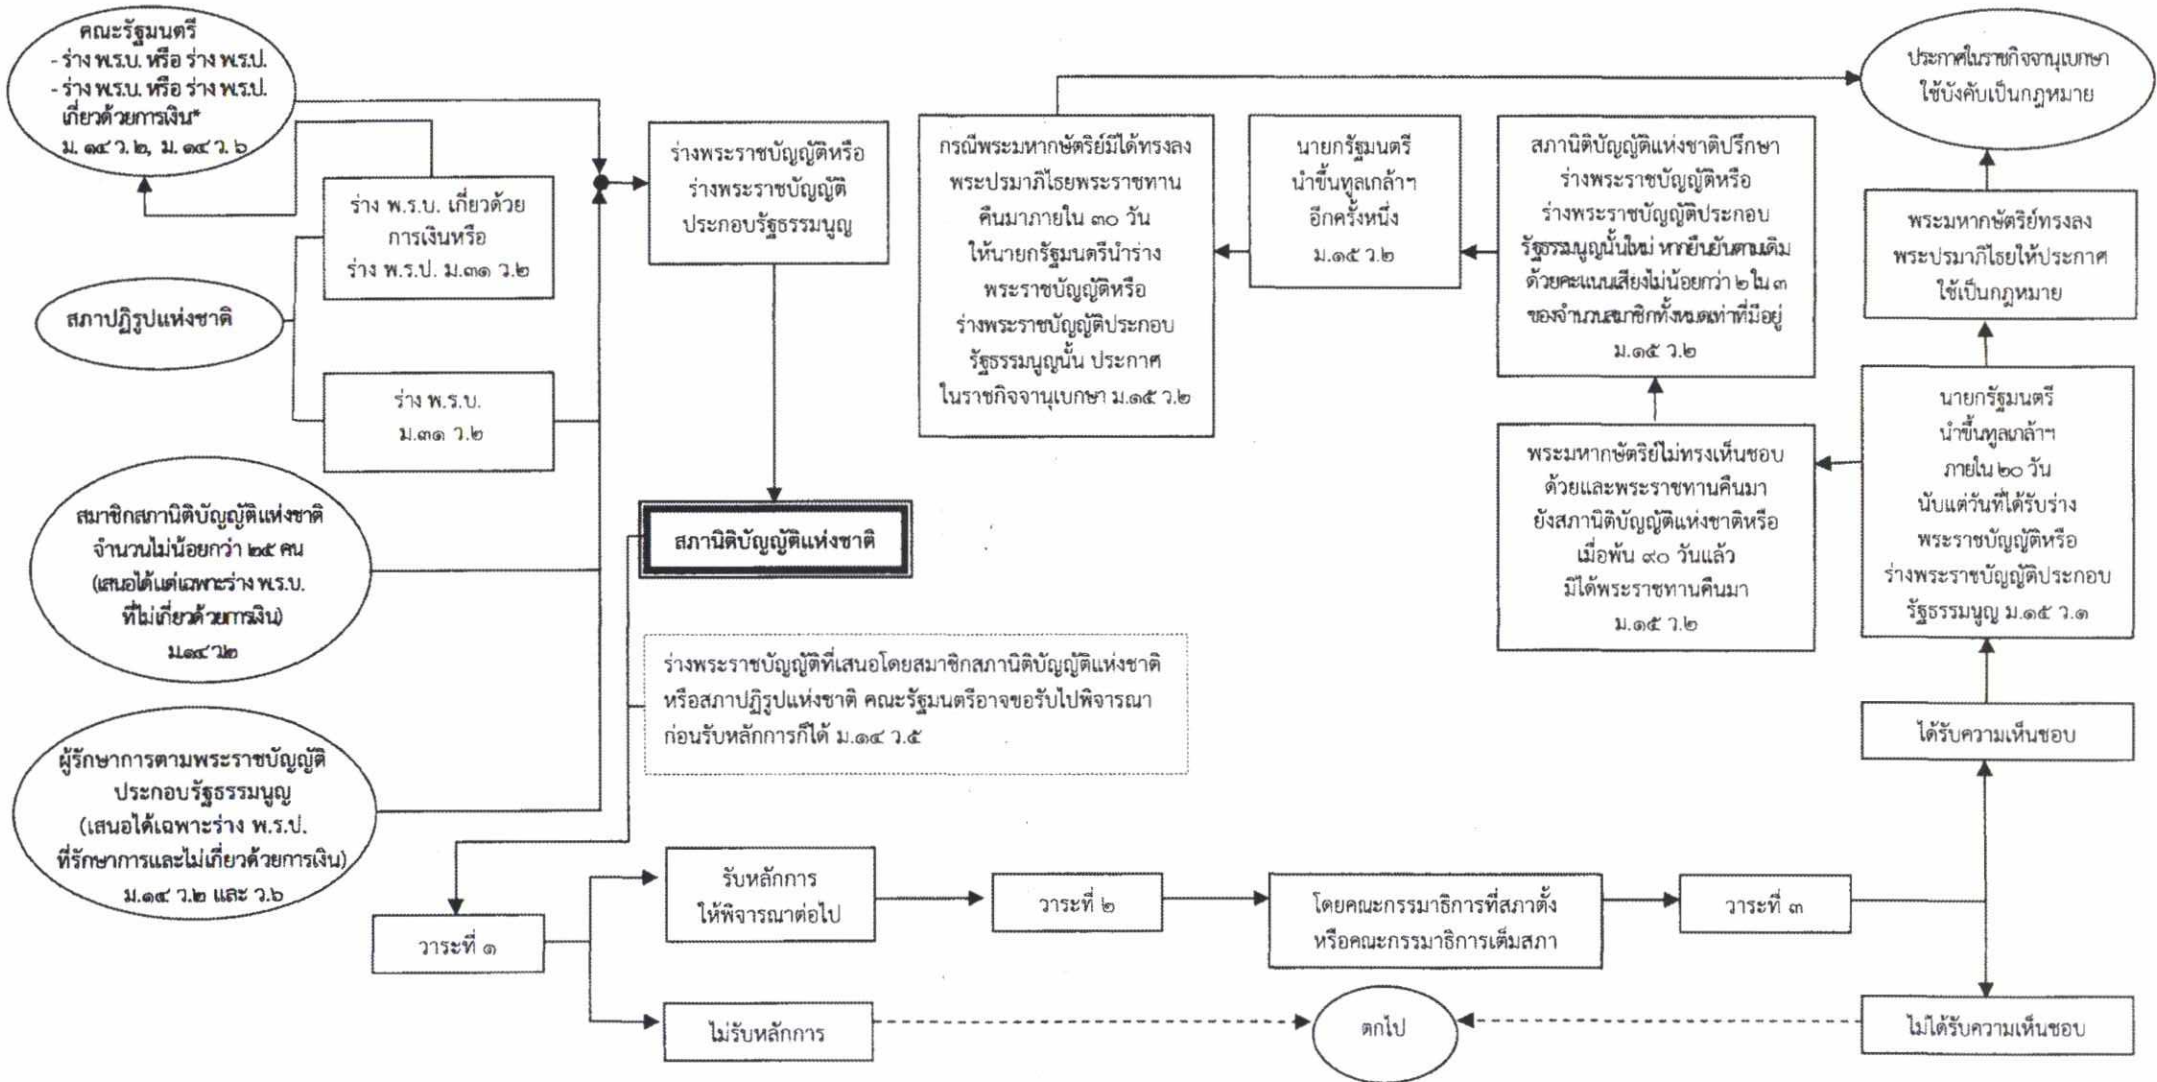 คณะรัฐมนตรี
- ร่าง พ.ร.บ. หรือ ร่าง พ.ร.ป.
- ร่าง พ.ร.บ. หรือ ร่าง พ.ร.ป.
เกี่ยวด้วยการเงิน*
ม. ๑๔ ว. ๒, ม. ๑๔ ว. ๖
ร่าง พ.ร.บ. เกี่ยวด้วย
การเงินหรือ
ร่าง พ.ร.ป. ม.๓๑ ว.๒
สภาปฏิรูปแห่งชาติ
ร่าง พ.ร.บ.
ม.๓๑ ว.๒
สมาชิกสภานิติบัญญัติแห่งชาติ
จำนวนไม่น้อยกว่า ๒๕ คน
(เสนอได้แต่เฉพาะร่าง พ.ร.บ.
ที่ไม่เกี่ยวด้วยการเงิน)
ม.๑๔ ว.๒
ผู้รักษาการตามพระราชบัญญัติ
ประกอบรัฐธรรมนูญ
(เสนอได้เฉพาะร่าง พ.ร.ป.
ที่รักษาการและไม่เกี่ยวด้วยการเงิน)
ม.๑๔ ว.๒ และ ว.๖
ร่างพระราชบัญญัติหรือ
ร่างพระราชบัญญัติ
ประกอบรัฐธรรมนูญ
สภานิติบัญญัติแห่งชาติ
ร่างพระราชบัญญัติที่เสนอโดยสมาชิกสภานิติบัญญัติแห่งชาติ
หรือสภาปฏิรูปแห่งชาติ คณะรัฐมนตรีอาจขอรับไปพิจารณา
ก่อนรับหลักการก็ได้ ม.๑๔ ว.๕
วาระที่ ๑
รับหลักการ
ให้พิจารณาต่อไป
ไม่รับหลักการ
วาระที่ ๒
โดยคณะกรรมาธิการที่สภาตั้ง
หรือคณะกรรมาธิการเต็มสภา
วาระที่ ๓
ตกไป
ไม่ได้รับความเห็นชอบ
ได้รับความเห็นชอบ
นายกรัฐมนตรี
นำขึ้นทูลเกล้าฯ
ภายใน ๒๐ วัน
นับแต่วันที่ได้รับร่าง
พระราชบัญญัติหรือ
ร่างพระราชบัญญัติประกอบ
รัฐธรรมนูญ ม.๑๕ ว.๑
พระมหากษัตริย์ทรงลง
พระปรมาภิไธยให้ประกาศ
ใช้เป็นกฎหมาย
ประกาศในราชกิจจานุเบกษา
ใช้บังคับเป็นกฎหมาย
พระมหากษัตริย์ไม่ทรงเห็นชอบ
ด้วยและพระราชทานคืนมา
ยังสภานิติบัญญัติแห่งชาติหรือ
เมื่อพ้น ๙๐ วันแล้ว
มิได้พระราชทานคืนมา
ม.๑๕ ว.๒
สภานิติบัญญัติแห่งชาติปรึกษา
ร่างพระราชบัญญัติหรือ
ร่างพระราชบัญญัติประกอบ
รัฐธรรมนูญนั้นใหม่ หากยืนยันตามเดิม
ด้วยคะแนนเสียงไม่น้อยกว่า ๒ ใน ๓
ของจำนวนสมาชิกทั้งหมดเท่าที่มีอยู่
ม.๑๕ ว.๒
นายกรัฐมนตรี
นำขึ้นทูลเกล้าฯ
อีกครั้งหนึ่ง
ม.๑๕ ว.๒
กรณีพระมหากษัตริย์มิได้ทรงลง
พระปรมาภิไธยพระราชทาน
คืนมาภายใน ๓๐ วัน
ให้นายกรัฐมนตรีนำร่าง
พระราชบัญญัติหรือ
ร่างพระราชบัญญัติประกอบ
รัฐธรรมนูญนั้น ประกาศ
ในราชกิจจานุเบกษา ม.๑๕ ว.๒